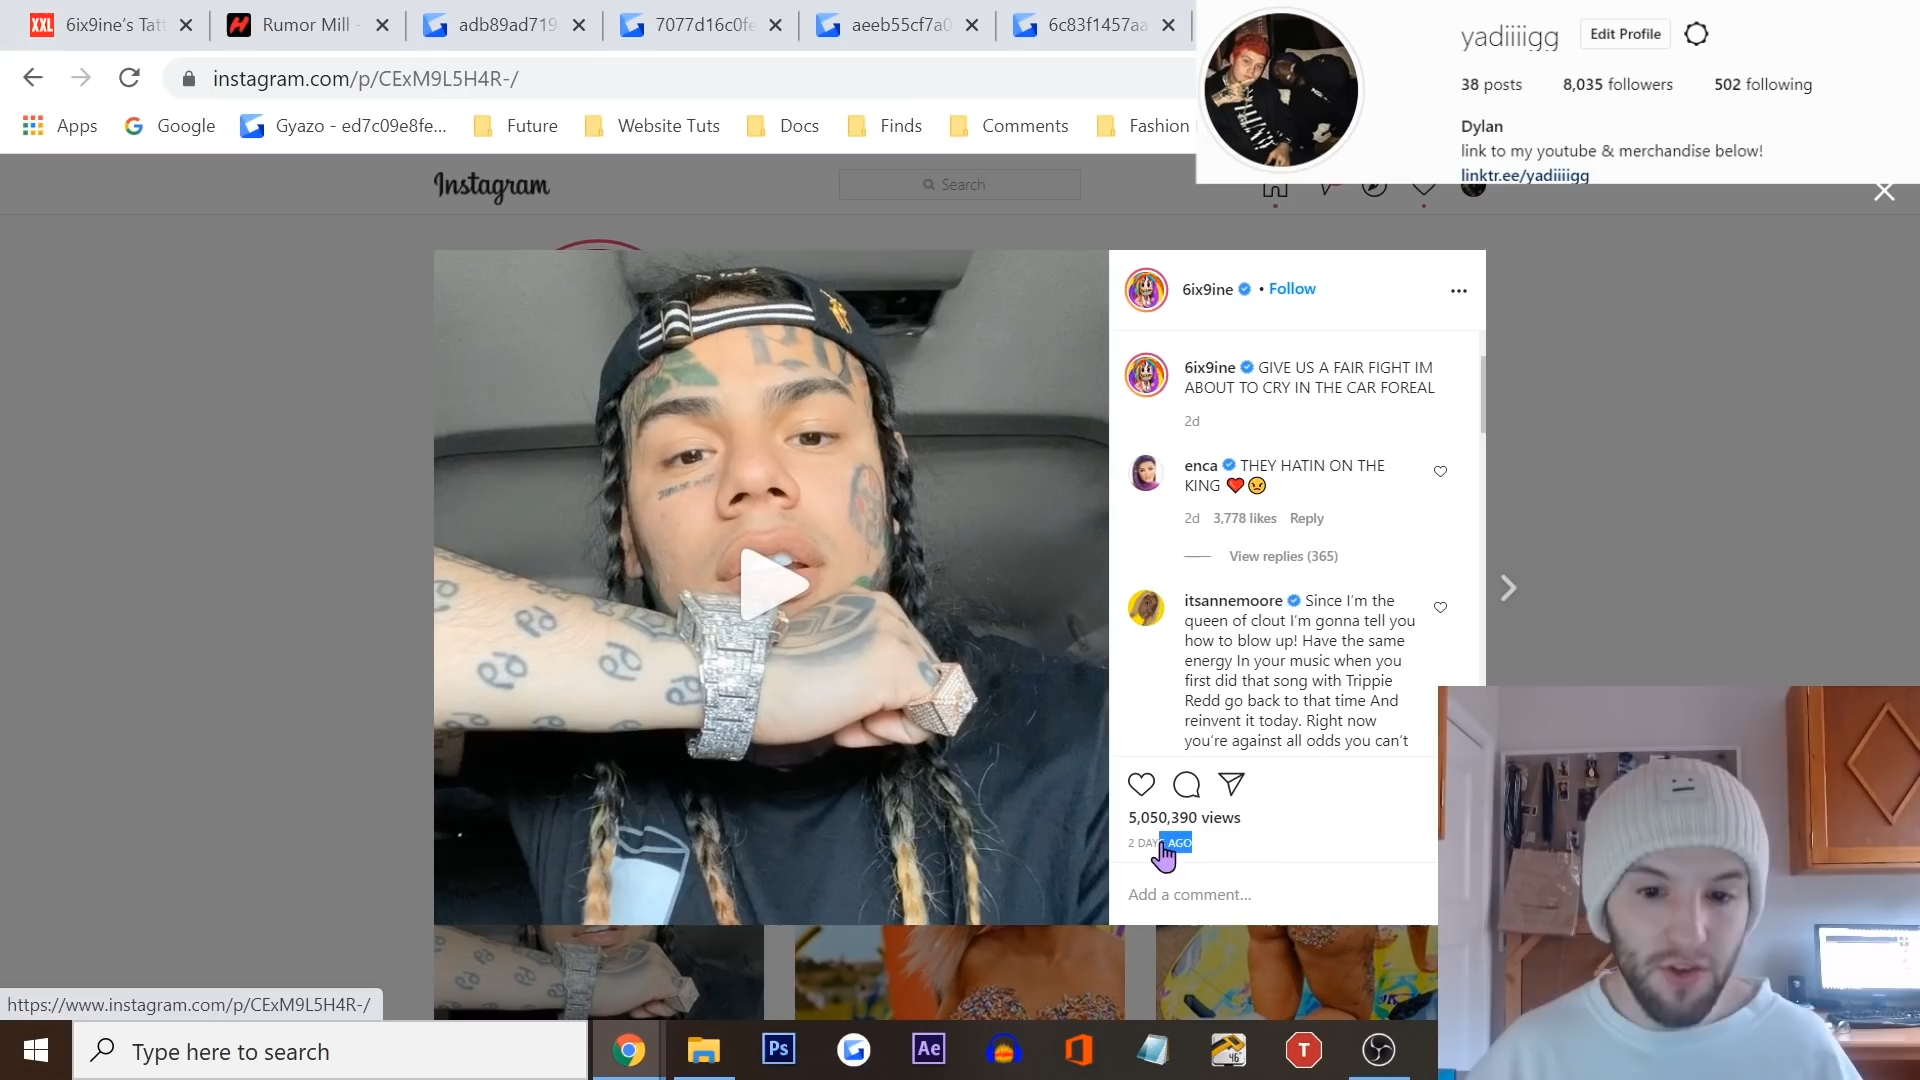 6ix9ine's Tatt
Rumor Mill -
adb89ad719
7077d16c0fe
aeeb55cf7a0
6c83f1457aa
instagram.com/p/CExM9L5H4R-/
Apps
Google
Gyazo - ed7c09e8fe...
Future
Website Tuts
Docs
Finds
Comments
Fashion
yadiiiigg
Edit Profile
38 posts
8,035 followers
502 following
Dylan
link to my youtube & merchandise below!
linktr.ee/yadiiiigg
Instagram
Search
6ix9ine • Follow
6ix9ine GIVE US A FAIR FIGHT IM
ABOUT TO CRY IN THE CAR FOREAL
2d
enca THEY HATIN ON THE
KING
2d 3,778 likes Reply
View replies (365)
itsannemoore Since I'm the
queen of clout I'm gonna tell you
how to blow up! Have the same
energy In your music when you
first did that song with Trippie
Redd go back to that time And
reinvent it today. Right now
you're against all odds you can't
5,050,390 views
2 DAYS AGO
Add a comment...
https://www.instagram.com/p/CExM9L5H4R-/
Type here to search
Ps
Ae
46°
T